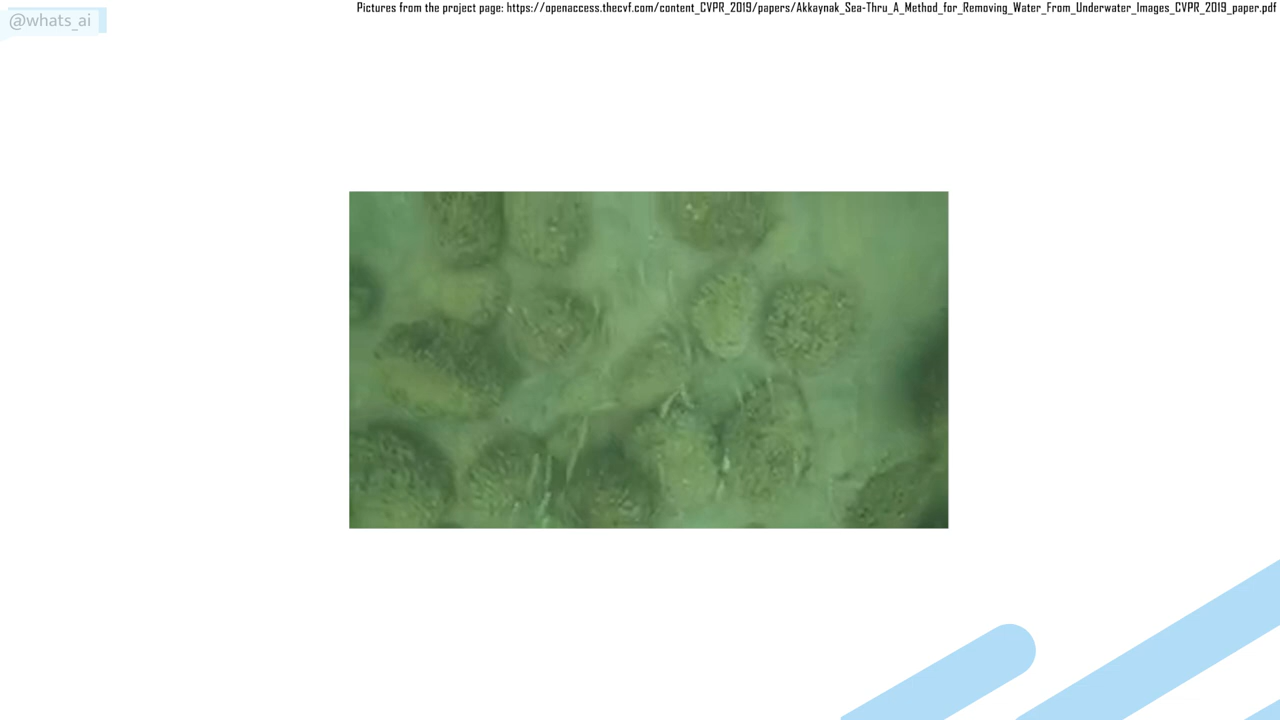 Pictures from the project page: https://openaccess.thecvf.com/content_CVPR_2019/papers/Akkaynak_Sea-Thru_A_Method_for_Removing_Water_From_Underwater_Images_CVPR_2019_paper.pdf
@whats_ai